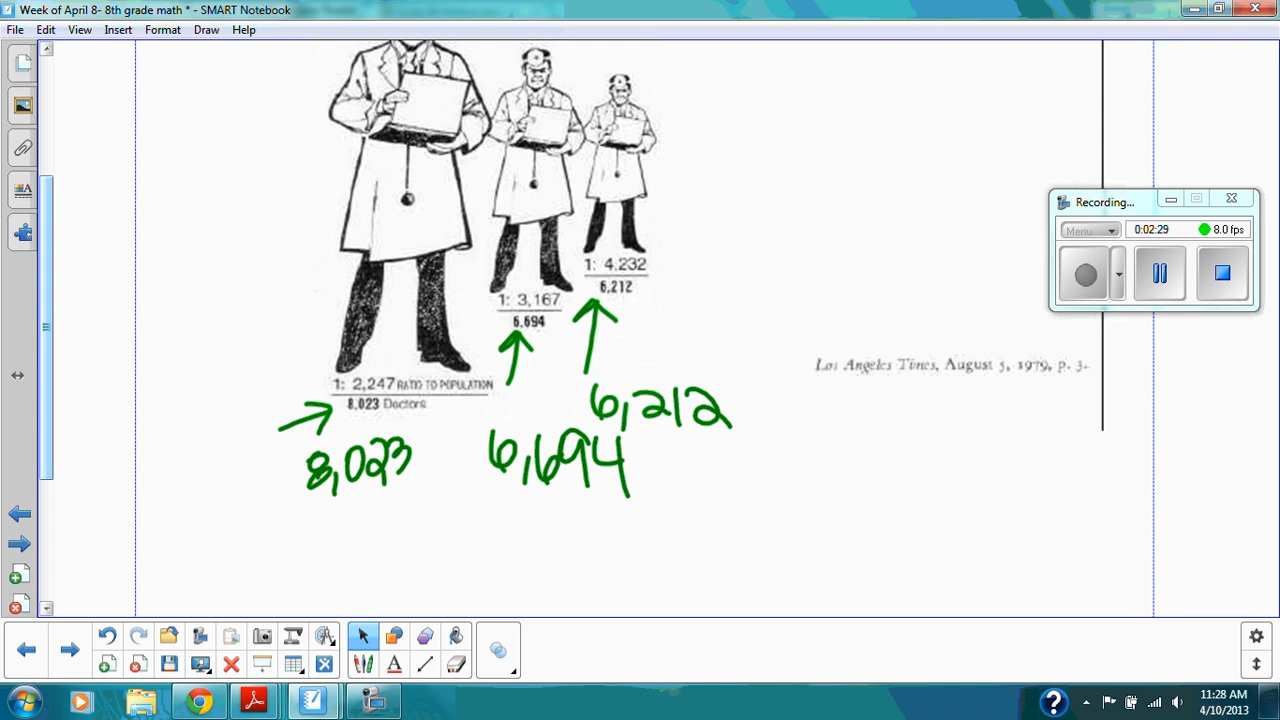 Week of April 8- 8th grade math * - SMART Notebook
File Edit View Insert Format Draw Help
Recording...
Menu 0:02:29 8.0 fps
1: 4,232
6,212
1: 3,167
6,694
1: 2,247 RATIO TO POPULATION
8,023 Doctors
Los Angeles Times, August 5, 1979, p. 3.
6,212
8,023
6,694
A
A
?
11:28 AM
4/10/2013